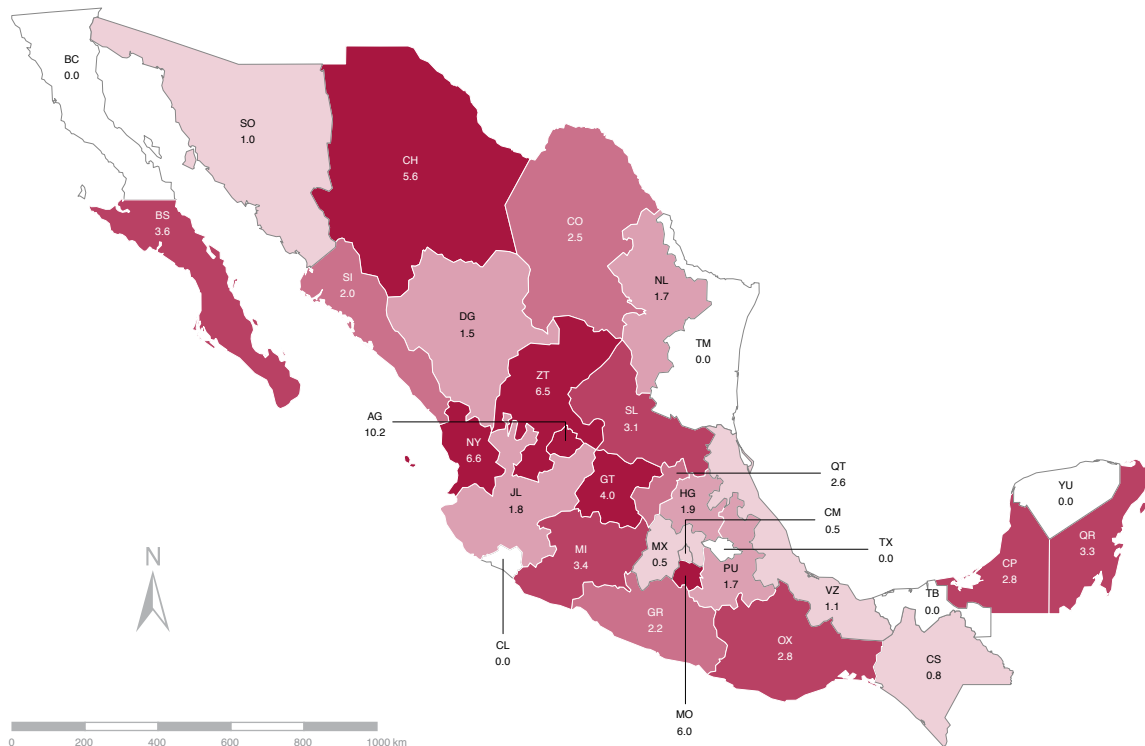 BC
0.0
SO
1.0
CH
5.6
BS
3.6
CO
2.5
SI
2.0
NL
1.7
DG
1.5
TM
0.0
ZT
6.5
AG
10.2
SL
3.1
NY
6.6
QT
2.6
GT
4.0
JL
1.8
HG
1.9
YU
0.0
CM
0.5
TX
0.0
QR
3.3
MX
0.5
MI
3.4
PU
1.7
CP
2.8
VZ
1.1
TB
0.0
N
GR
2.2
CL
0.0
OX
2.8
CS
0.8
MO
6.0
0 200 400 600 800 1000 km